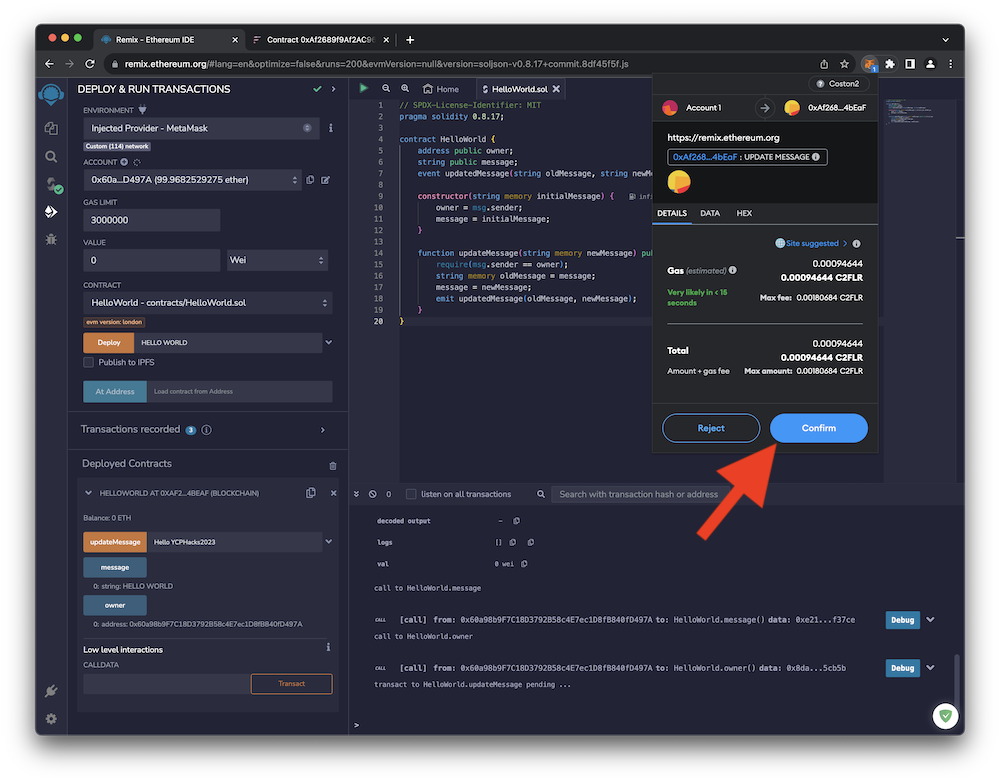 Remix - Ethereum IDE
Contract 0xAf2689f9Af2AC9
remix.ethereum.org/#lang=en&optimize=false&runs=200&evmVersion=null&version=soljson-v0.8.17+commit.8df45f5f.js
1
DEPLOY & RUN TRANSACTIONS
ENVIRONMENT
Injected Provider - MetaMask
Custom (114) network
ACCOUNT
0x60a...D497A (99.9682529275 ether)
GAS LIMIT
3000000
VALUE
0
Wei
CONTRACT
HelloWorld - contracts/HelloWorld.sol
evm version: london
Deploy
HELLO WORLD
Publish to IPFS
At Address
Load contract from Address
Transactions recorded 3
Deployed Contracts
HELLOWORLD AT 0XAF2...4BEAF (BLOCKCHAIN)
Balance: 0 ETH
updateMessage
Hello YCPHacks2023
message
0: string: HELLO WORLD
owner
0: address: 0x60a98b9F7C18D3792B58c4E7ec1D8fB840fD497A
Low level interactions
CALLDATA
Transact
Home
HelloWorld.sol
1 // SPDX-License-Identifier: MIT
2 pragma solidity 0.8.17;
3
4 contract HelloWorld {
5 address public owner;
6 string public message;
7 event updatedMessage(string oldMessage, string newM
8
9 constructor(string memory initialMessage) { inf
10 owner = msg.sender;
11 message = initialMessage;
12 }
13
14 function updateMessage(string memory newMessage) pu
15 require(msg.sender == owner);
16 string memory oldMessage = message;
17 message = newMessage;
18 emit updatedMessage(oldMessage, newMessage);
19 }
20 }
Coston2
Account 1
0xAf268...4bEaF
https://remix.ethereum.org
0xAf268...4bEaF : UPDATE MESSAGE
DETAILS
DATA
HEX
Site suggested
Gas (estimated)
0.00094644
0.00094644 C2FLR
Very likely in < 15 seconds
Max fee: 0.00180684 C2FLR
Total
0.00094644
0.00094644 C2FLR
Amount + gas fee
Max amount: 0.00180684 C2FLR
Reject
Confirm
0
listen on all transactions
Search with transaction hash or address
decoded output
-
logs
[]
val
0 wei
call to HelloWorld.message
CALL [call] from: 0x60a98b9F7C18D3792B58c4E7ec1D8fB840fD497A to: HelloWorld.message() data: 0xe21...f37ce
Debug
call to HelloWorld.owner
CALL [call] from: 0x60a98b9F7C18D3792B58c4E7ec1D8fB840fD497A to: HelloWorld.owner() data: 0x8da...5cb5b
Debug
transact to HelloWorld.updateMessage pending ...
>